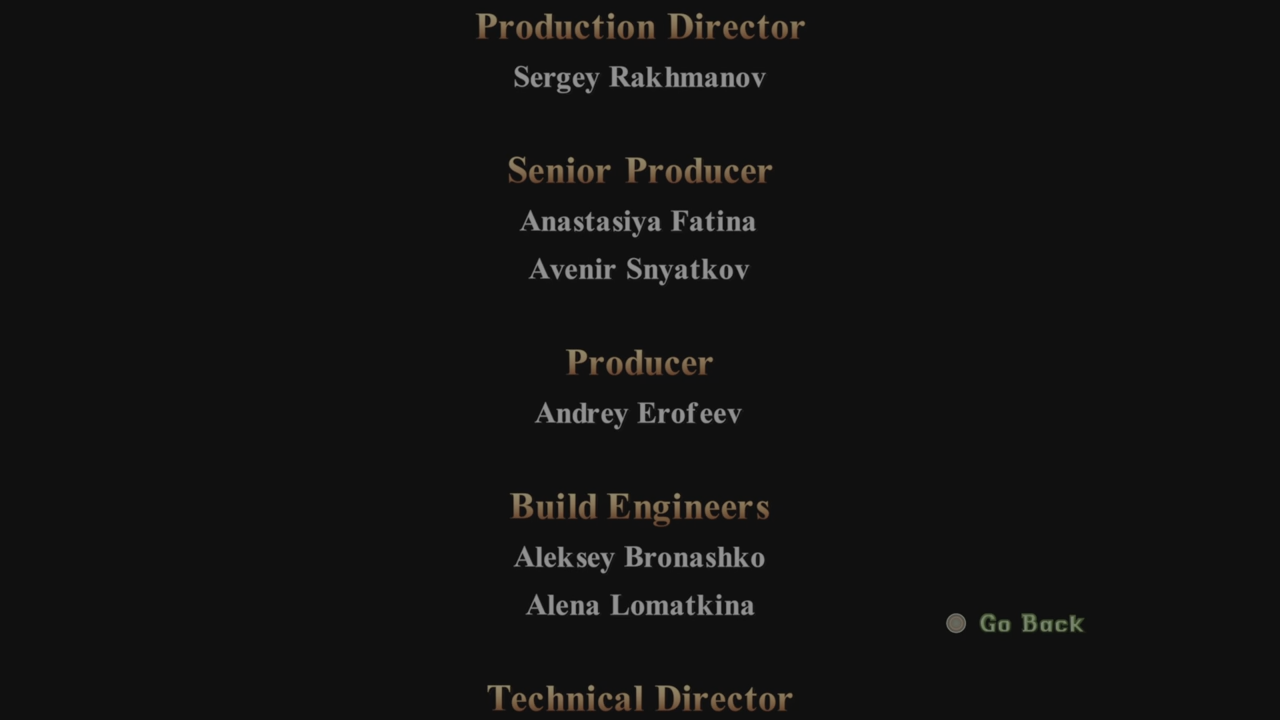 Production Director
Sergey Rakhmanov
Senior Producer
Anastasiya Fatina
Avenir Snyatkov
Producer
Andrey Erofeev
Build Engineers
Aleksey Bronashko
Alena Lomatkina
Go Back
Technical Director